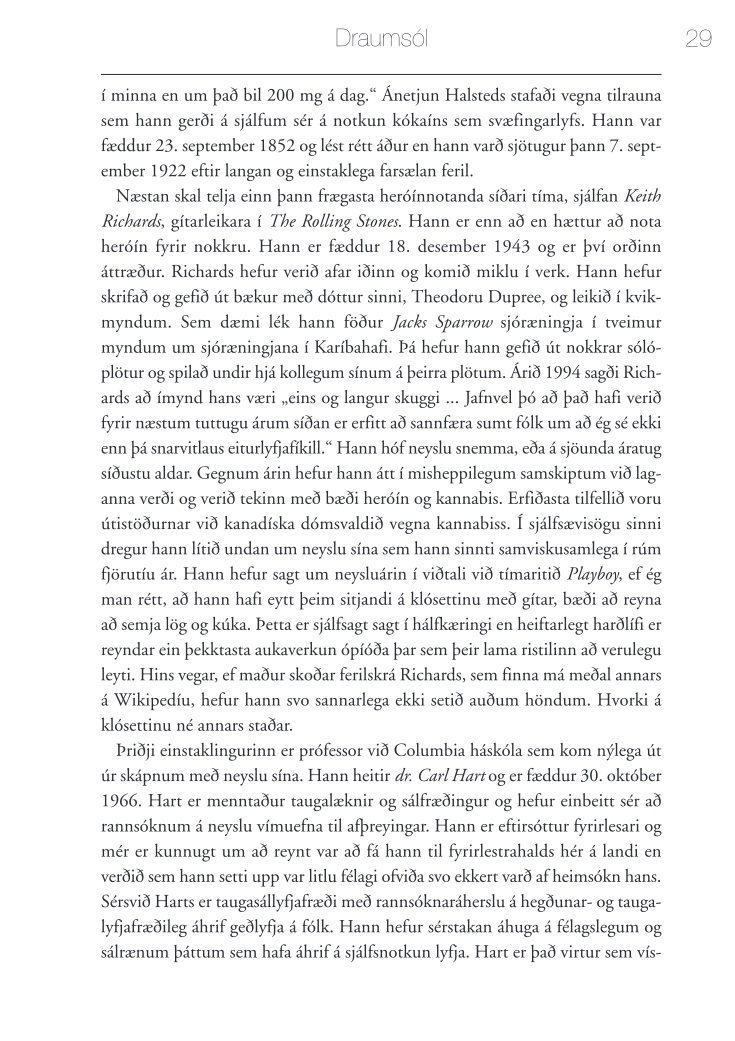 Draumsól 29
í minna en um það bil 200 mg á dag.“ Ánetjun Halsteds stafaði vegna tilrauna
sem hann gerði á sjálfum sér á notkun kókaíns sem svæfingarlyfs. Hann var
fæddur 23. september 1852 og lést rétt áður en hann varð sjötugur þann 7. sept-
ember 1922 eftir langan og einstaklega farsælan feril.
Næstan skal telja einn þann frægasta heróínnotanda síðari tíma, sjálfan Keith
Richards, gítarleikara í The Rolling Stones. Hann er enn að en hættur að nota
heróín fyrir nokkru. Hann er fæddur 18. desember 1943 og er því orðinn
áttræður. Richards hefur verið afar iðinn og komið miklu í verk. Hann hefur
skrifað og gefið út bækur með dóttur sinni, Theodoru Dupree, og leikið í kvik-
myndum. Sem dæmi lék hann föður Jacks Sparrow sjóræningja í tveimur
myndum um sjóræningjana í Karíbahafi. Þá hefur hann gefið út nokkrar sóló-
plötur og spilað undir hjá kollegum sínum á þeirra plötum. Árið 1994 sagði Rich-
ards að ímynd hans væri „eins og langur skuggi ... Jafnvel þó að það hafi verið
fyrir næstum tuttugu árum síðan er erfitt að sannfæra sumt fólk um að ég sé ekki
enn þá snarvitlaus eiturlyfjafíkill.“ Hann hóf neyslu snemma, eða á sjöunda áratug
síðustu aldar. Gegnum árin hefur hann átt í misheppilegum samskiptum við lag-
anna verði og verið tekinn með bæði heróín og kannabis. Erfiðasta tilfellið voru
útistöðurnar við kanadíska dómsvaldið vegna kannabiss. Í sjálfsævisögu sinni
dregur hann lítið undan um neyslu sína sem hann sinnti samviskusamlega í rúm
fjörutíu ár. Hann hefur sagt um neysluárin í viðtali við tímaritið Playboy, ef ég
man rétt, að hann hafi eytt þeim sitjandi á klósettinu með gítar, bæði að reyna
að semja lög og kúka. Þetta er sjálfsagt sagt í hálfkæringi en heiftarlegt harðlífi er
reyndar ein þekktasta aukaverkun ópíóða þar sem þeir lama ristilinn að verulegu
leyti. Hins vegar, ef maður skoðar ferilskrá Richards, sem finna má meðal annars
á Wikipedíu, hefur hann svo sannarlega ekki setið auðum höndum. Hvorki á
klósettinu né annars staðar.
Þriðji einstaklingurinn er prófessor við Columbia háskóla sem kom nýlega út
úr skápnum með neyslu sína. Hann heitir dr. Carl Hart og er fæddur 30. október
1966. Hart er menntaður taugalæknir og sálfræðingur og hefur einbeitt sér að
rannsóknum á neyslu vímuefna til afþreyingar. Hann er eftirsóttur fyrirlesari og
mér er kunnugt um að reynt var að fá hann til fyrirlestrahalds hér á landi en
verðið sem hann setti upp var litlu félagi ofviða svo ekkert varð af heimsókn hans.
Sérsvið Harts er taugasállyfjafræði með rannsóknaráherslu á hegðunar- og tauga-
lyfjafræðileg áhrif geðlyfja á fólk. Hann hefur sérstakan áhuga á félagslegum og
sálrænum þáttum sem hafa áhrif á sjálfsnotkun lyfja. Hart er það virtur sem vís-